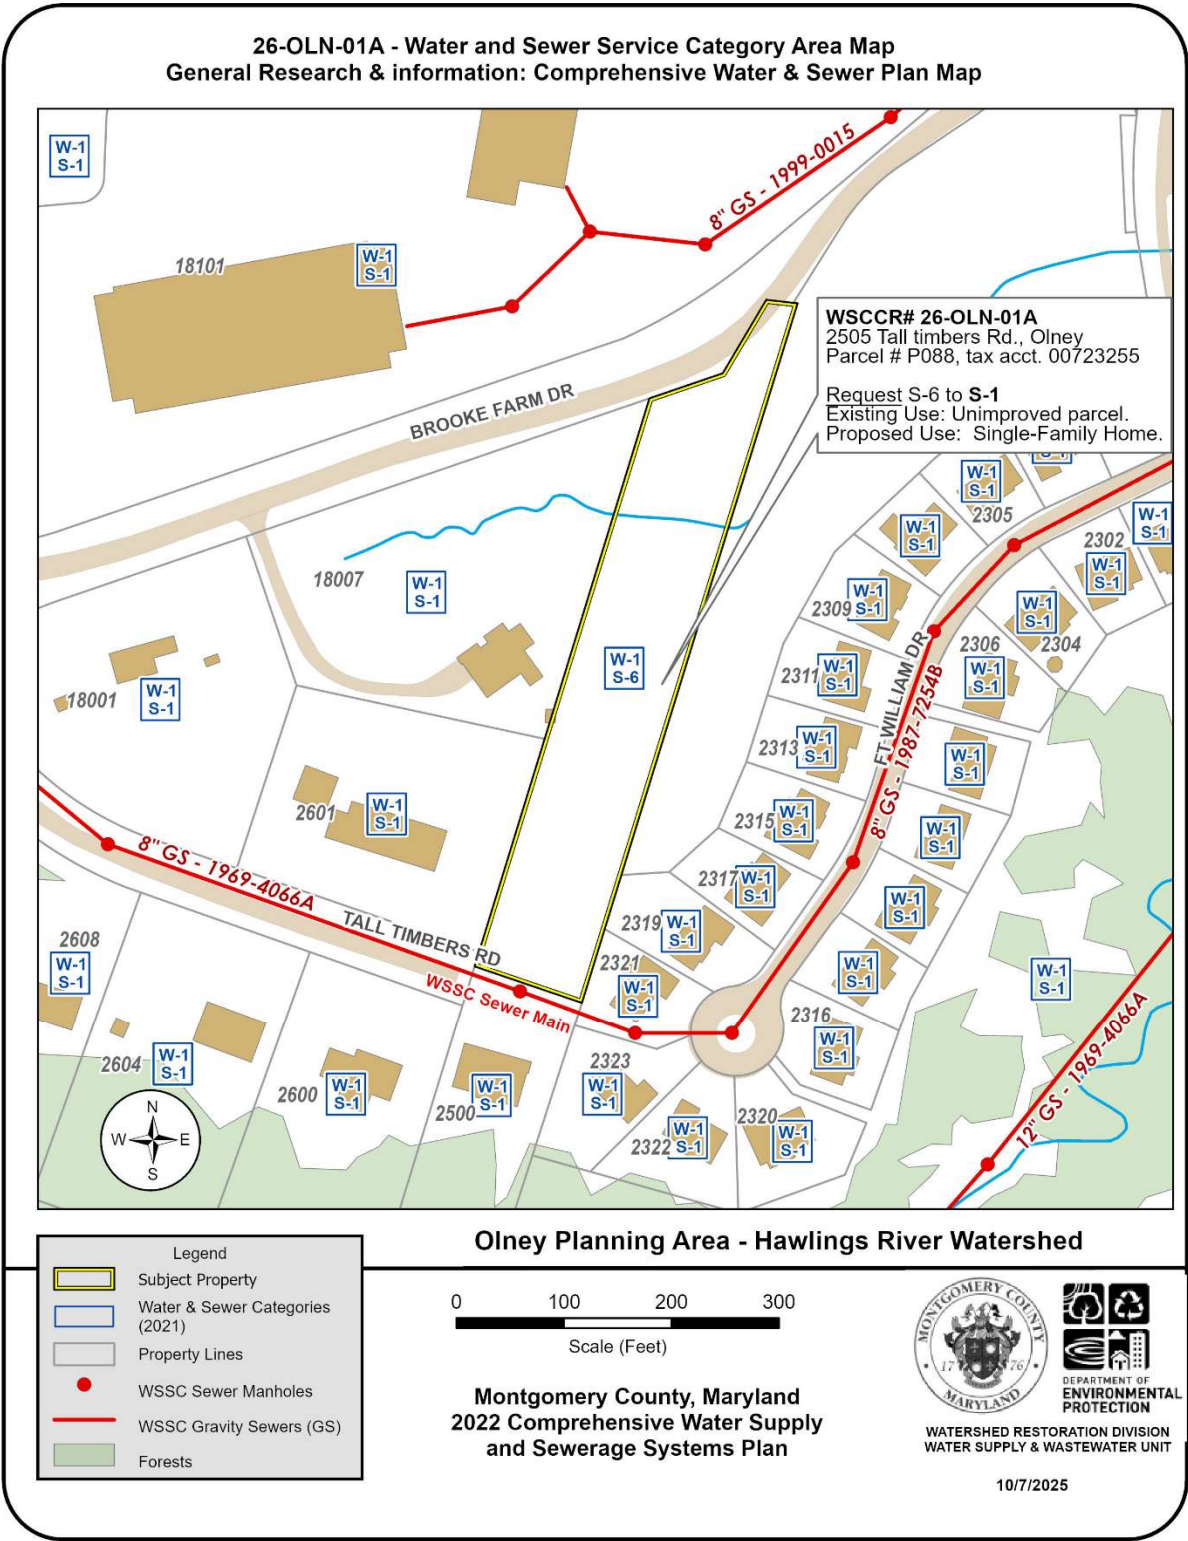 26-OLN-01A - Water and Sewer Service Category Area Map
General Research & information: Comprehensive Water & Sewer Plan Map
W-1
S-1
18101
W-1
S-1
8" GS - 1999-0015
BROOKE FARM DR
WSCCR# 26-OLN-01A
2505 Tall timbers Rd., Olney
Parcel # P088, tax acct. 00723255
Request S-6 to S-1
Existing Use: Unimproved parcel.
Proposed Use: Single-Family Home.
W-1
S-1
2305
W-1
S-1
W-1
S-1
2302
W-1
S-1
18007
W-1
S-1
2309
W-1
S-1
W-1
S-1
2304
2306
W-1
S-1
W-1
S-6
2311
W-1
S-1
18001
W-1
S-1
FT WILLIAM DR
8" GS - 1987-7254B
2313
W-1
S-1
W-1
S-1
2601
W-1
S-1
2315
W-1
S-1
W-1
S-1
8" GS - 1969-4066A
2317
W-1
S-1
W-1
S-1
TALL TIMBERS RD
2319
W-1
S-1
2608
W-1
S-1
2321
W-1
S-1
W-1
S-1
W-1
S-1
WSSC Sewer Main
12" GS - 1969-4066A
2316
W-1
S-1
2604
W-1
S-1
2600
W-1
S-1
2500
W-1
S-1
2323
W-1
S-1
2322
W-1
S-1
2320
W-1
S-1
N
W
E
S
Olney Planning Area - Hawlings River Watershed
Legend
Subject Property
Water & Sewer Categories
(2021)
Property Lines
WSSC Sewer Manholes
WSSC Gravity Sewers (GS)
Forests
0 100 200 300
Scale (Feet)
Montgomery County, Maryland
2022 Comprehensive Water Supply
and Sewerage Systems Plan
MONTGOMERY COUNTY
17 76
MARYLAND
DEPARTMENT OF
ENVIRONMENTAL
PROTECTION
WATERSHED RESTORATION DIVISION
WATER SUPPLY & WASTEWATER UNIT
10/7/2025